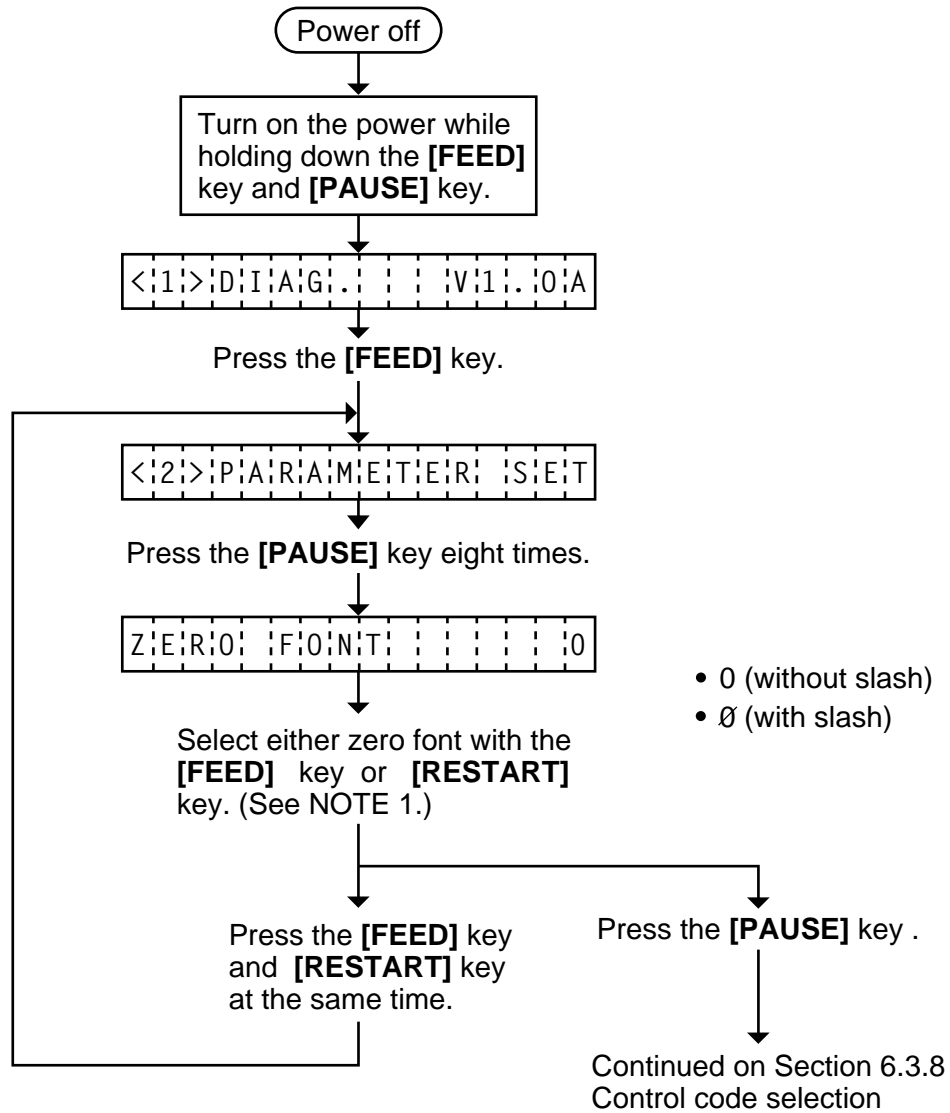 Power off
Turn on the power while
holding down the [FEED]
key and [PAUSE] key.
<1>DIAG.    V1.0A
Press the [FEED] key.
<2>PARAMETER SET
Press the [PAUSE] key eight times.
ZERO FONT      0
• 0 (without slash)
• Ø (with slash)
Select either zero font with the
[FEED] key or [RESTART]
key. (See NOTE 1.)
Press the [FEED] key
and [RESTART] key
at the same time.
Press the [PAUSE] key .
Continued on Section 6.3.8
Control code selection